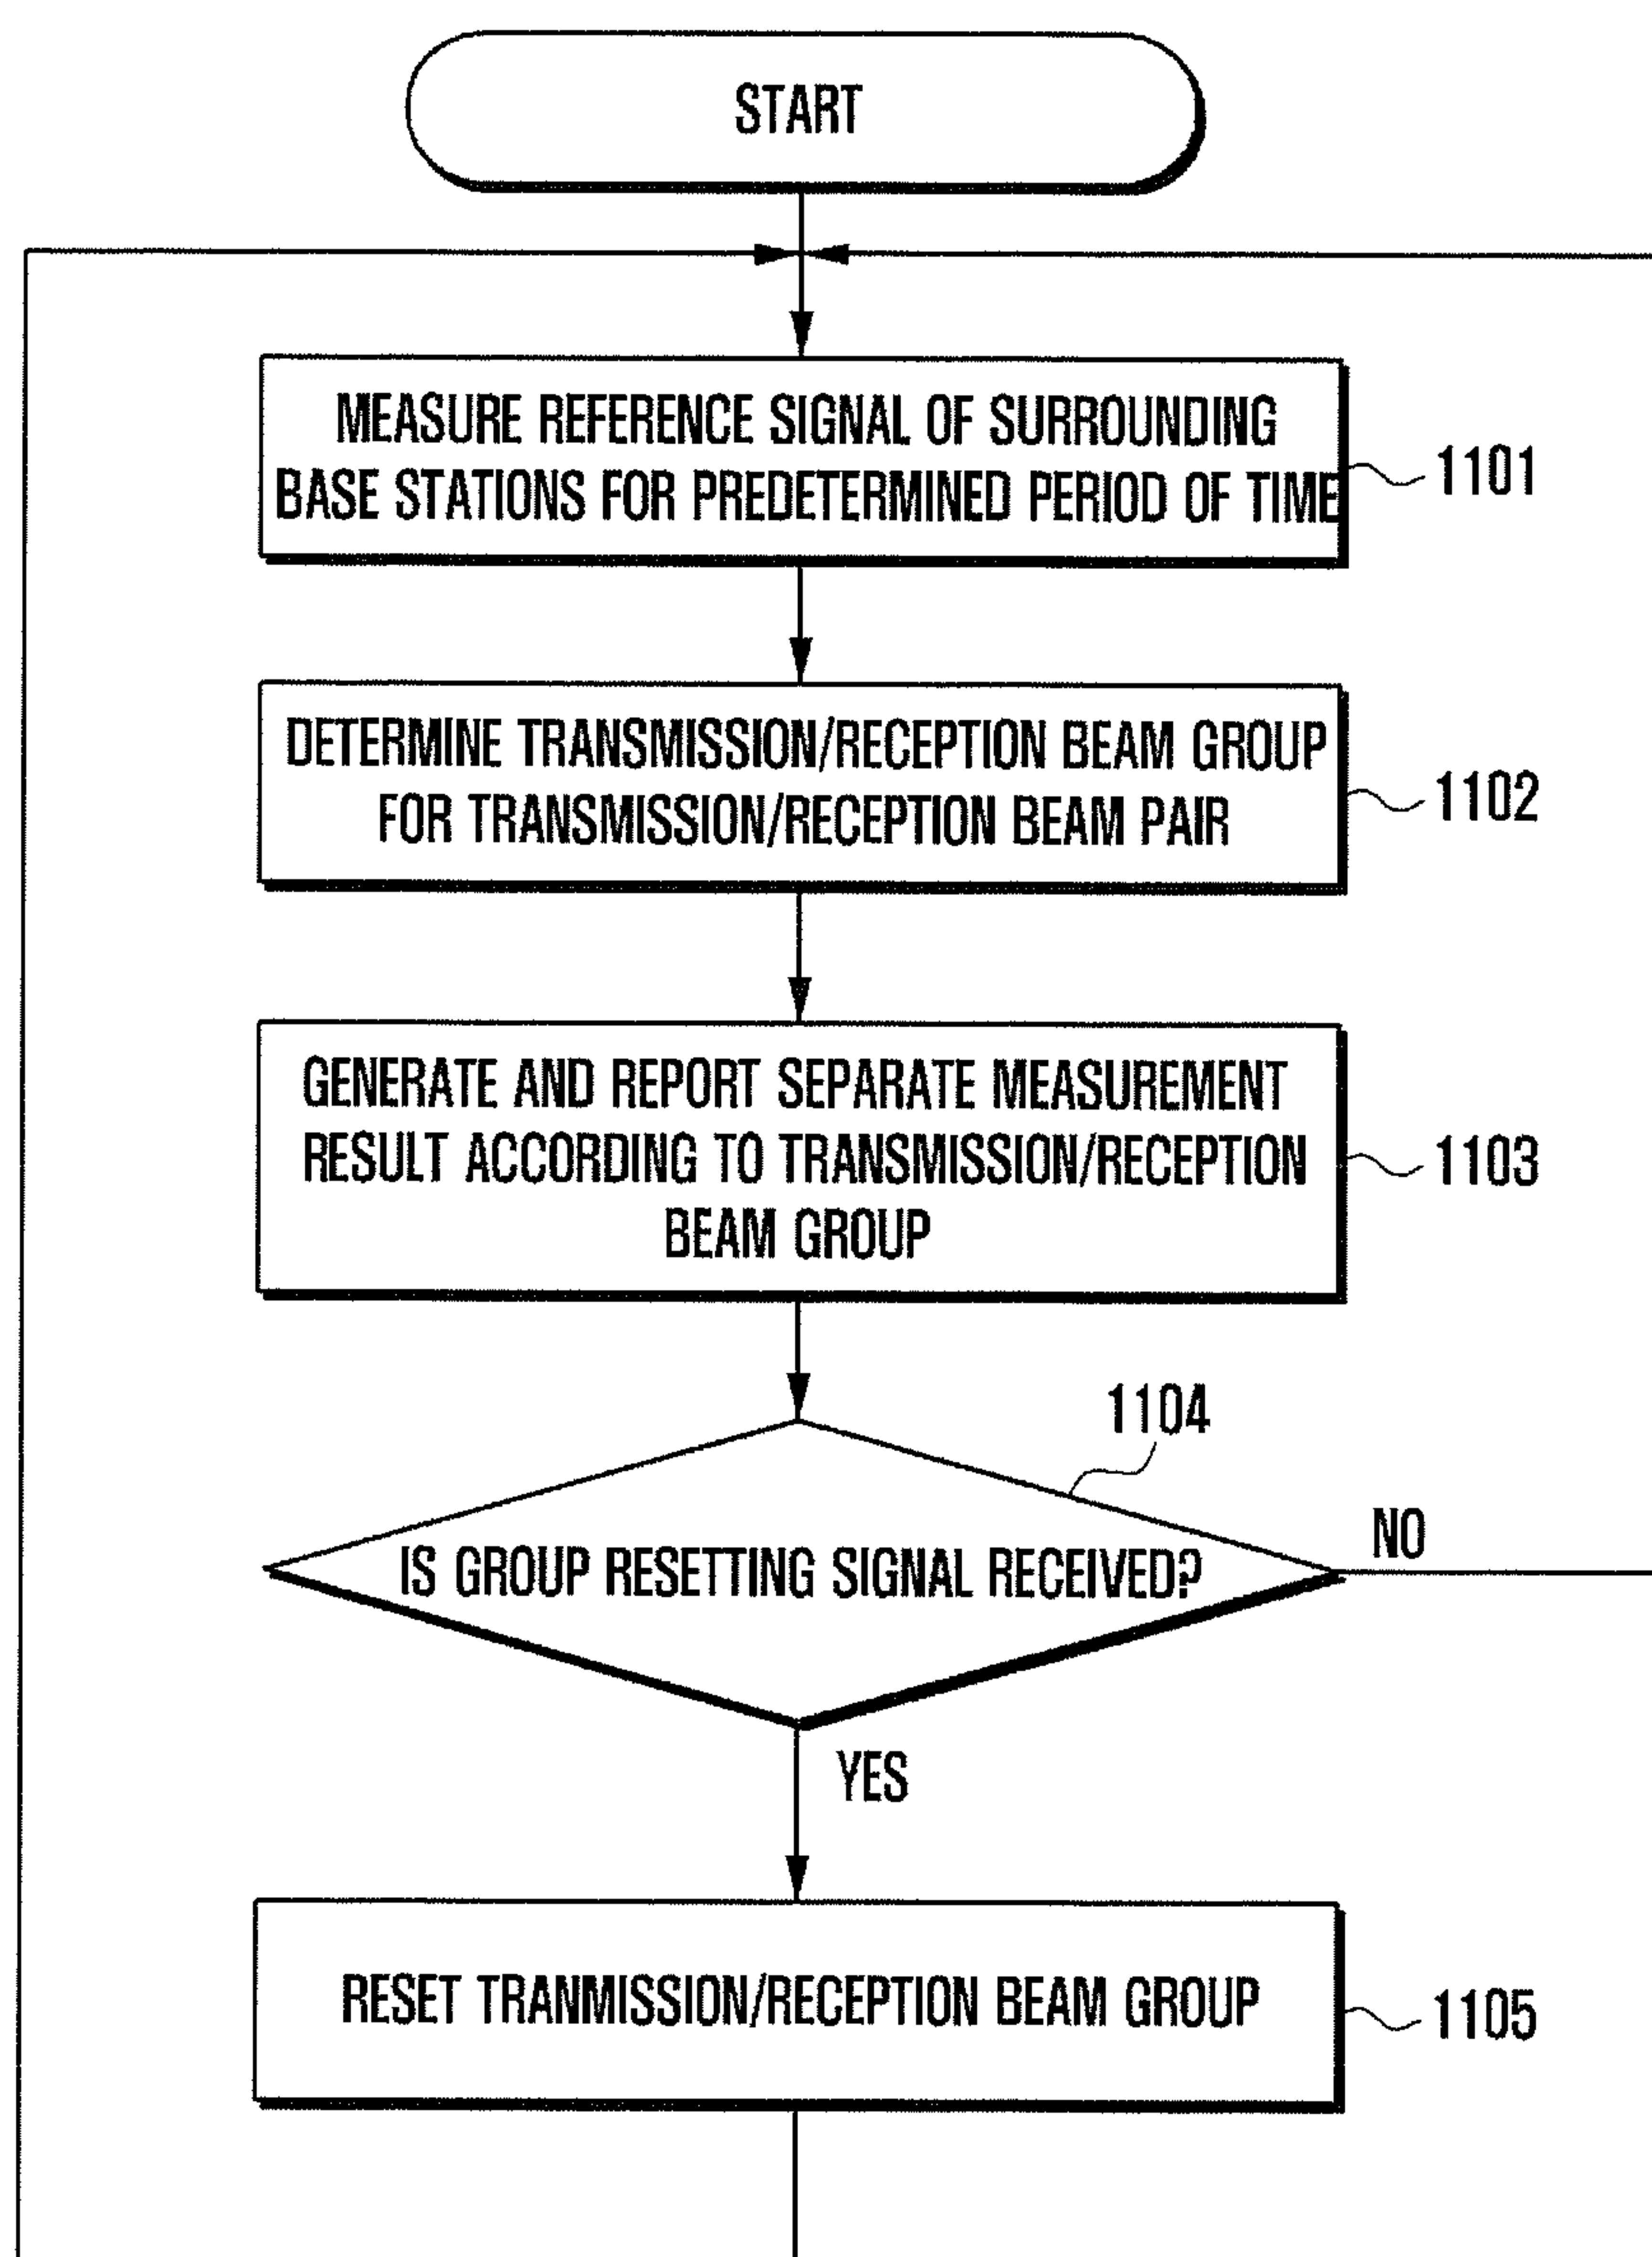 START
MEASURE REFERENCE SIGNAL OF SURROUNDING
BASE STATIONS FOR PREDETERMINED PERIOD OF TIME
1101
DETERMINE TRANSMISSION/RECEPTION BEAM GROUP
FOR TRANSMISSION/RECEPTION BEAM PAIR
1102
GENERATE AND REPORT SEPARATE MEASUREMENT
RESULT ACCORDING TO TRANSMISSION/RECEPTION
BEAM GROUP
1103
1104
IS GROUP RESETTING SIGNAL RECEIVED?
NO
YES
RESET TRANMISSION/RECEPTION BEAM GROUP
1105